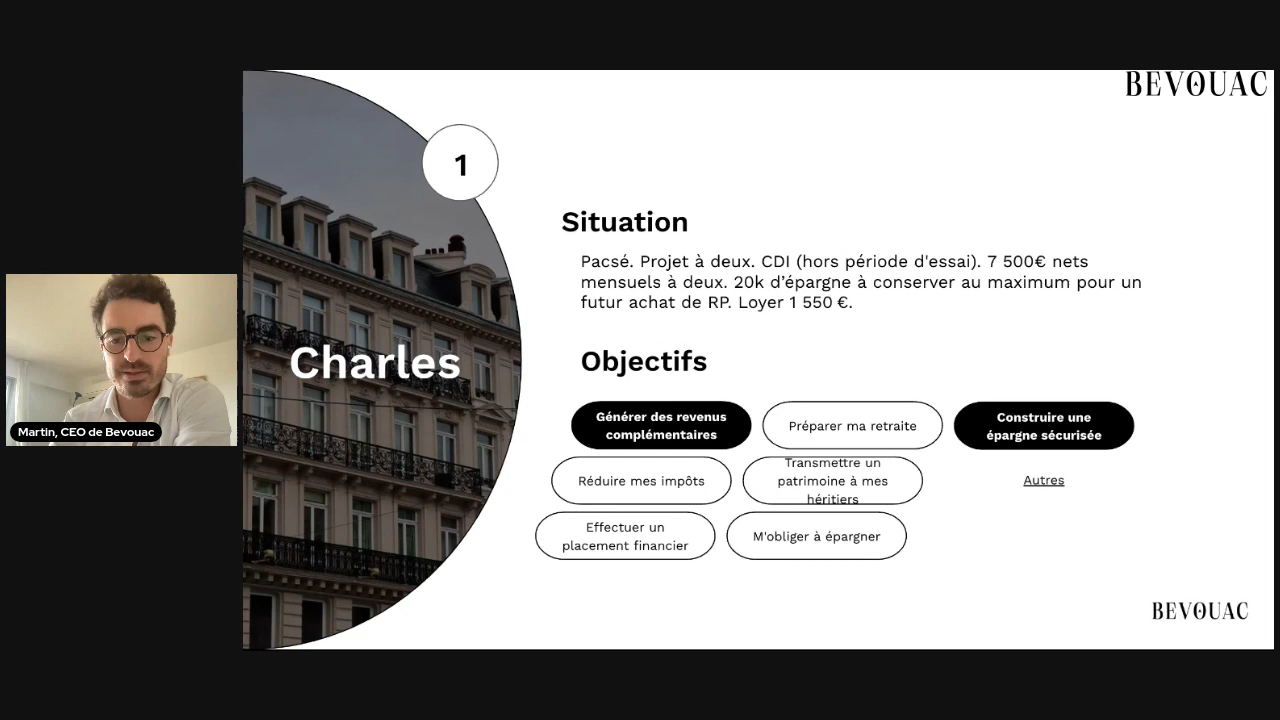 BEVOUAC
1
Situation
Pacsé. Projet à deux. CDI (hors période d'essai). 7 500€ nets
mensuels à deux. 20k d'épargne à conserver au maximum pour un
futur achat de RP. Loyer 1 550 €.
Charles
Objectifs
Générer des revenus
complémentaires
Préparer ma retraite
Construire une
épargne sécurisée
Réduire mes impôts
Transmettre un
patrimoine à mes
héritiers
Autres
Effectuer un
placement financier
M'obliger à épargner
BEVOUAC
Martin, CEO de Bevouac